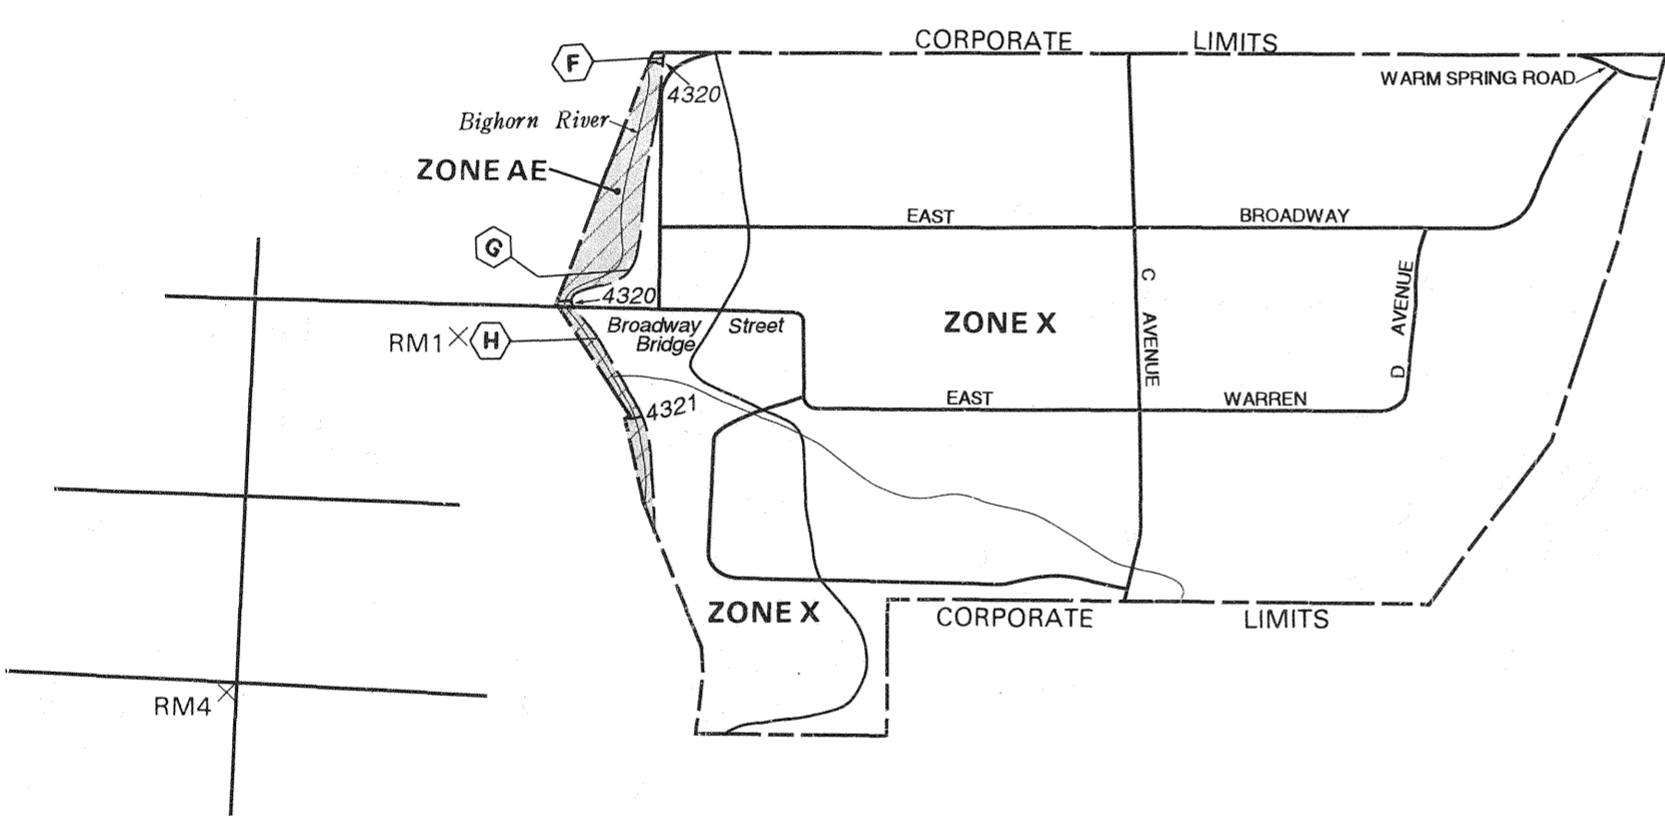 CORPORATE LIMITS
F
WARM SPRING ROAD
4320
Bighorn River
ZONE AE
EAST BROADWAY
G
C AVENUE
D AVENUE
4320
Broadway Street
Bridge
ZONE X
RM1
H
EAST WARREN
4321
ZONE X
CORPORATE LIMITS
RM4